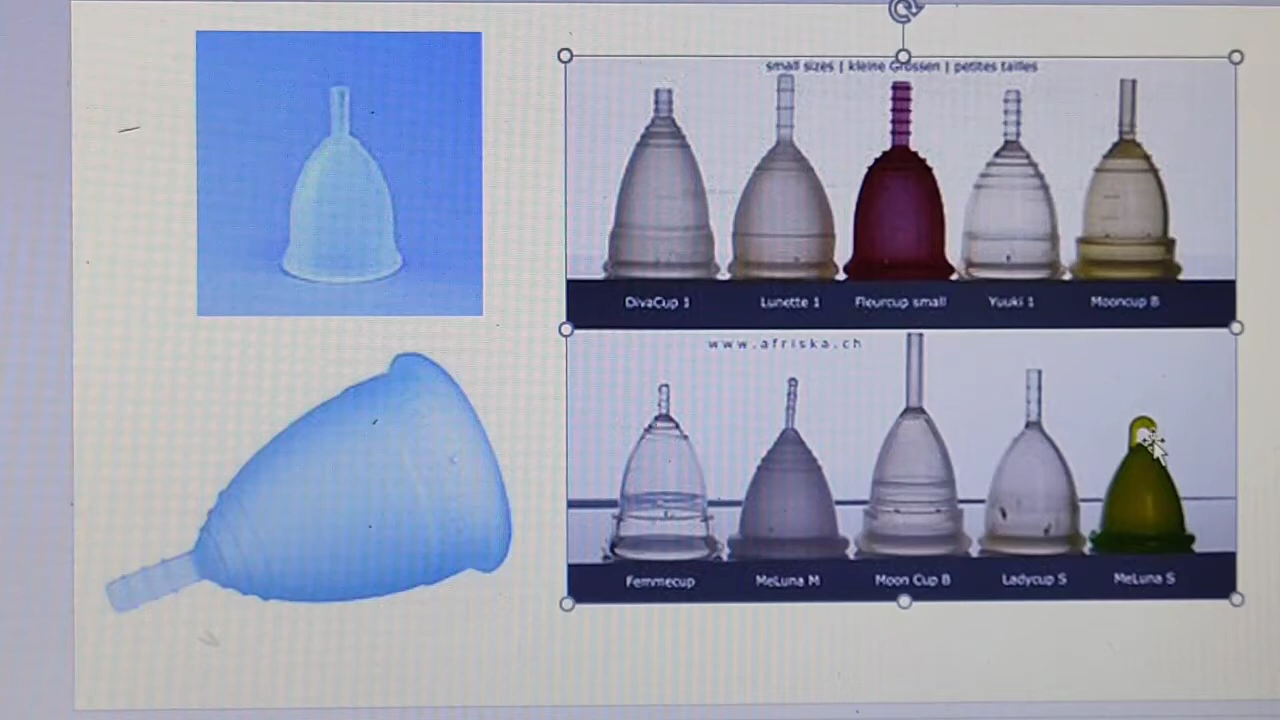 small sizes | kleine Grössen | petites tailles
DivaCup 1 Lunette 1 Fleurcup small Yuuki 1 Mooncup B
www.afriska.ch
Femmecup MeLuna M Moon Cup B Ladycup S MeLuna S